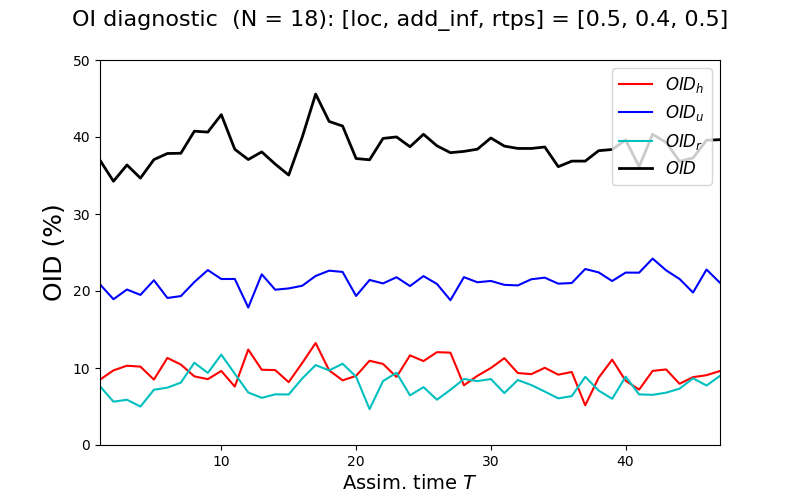 OI diagnostic (N = 18): [loc, add_inf, rtps] = [0.5, 0.4, 0.5]
OID (%)
50
40
30
20
10
0
OID_h
OID_u
OID_r
OID
10 20 30 40
Assim. time T